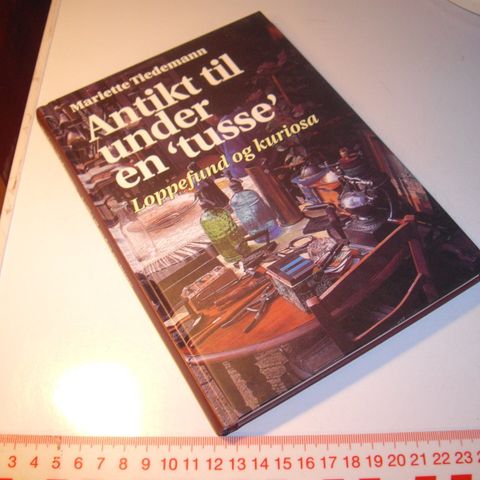 Mariette Tiedemann
Antikt til
under
en 'tusse'
Loppefund og kuriosa
3 4 5 6 7 8 9 10 11 12 13 14 15 16 17 18 19 20 21 22 23